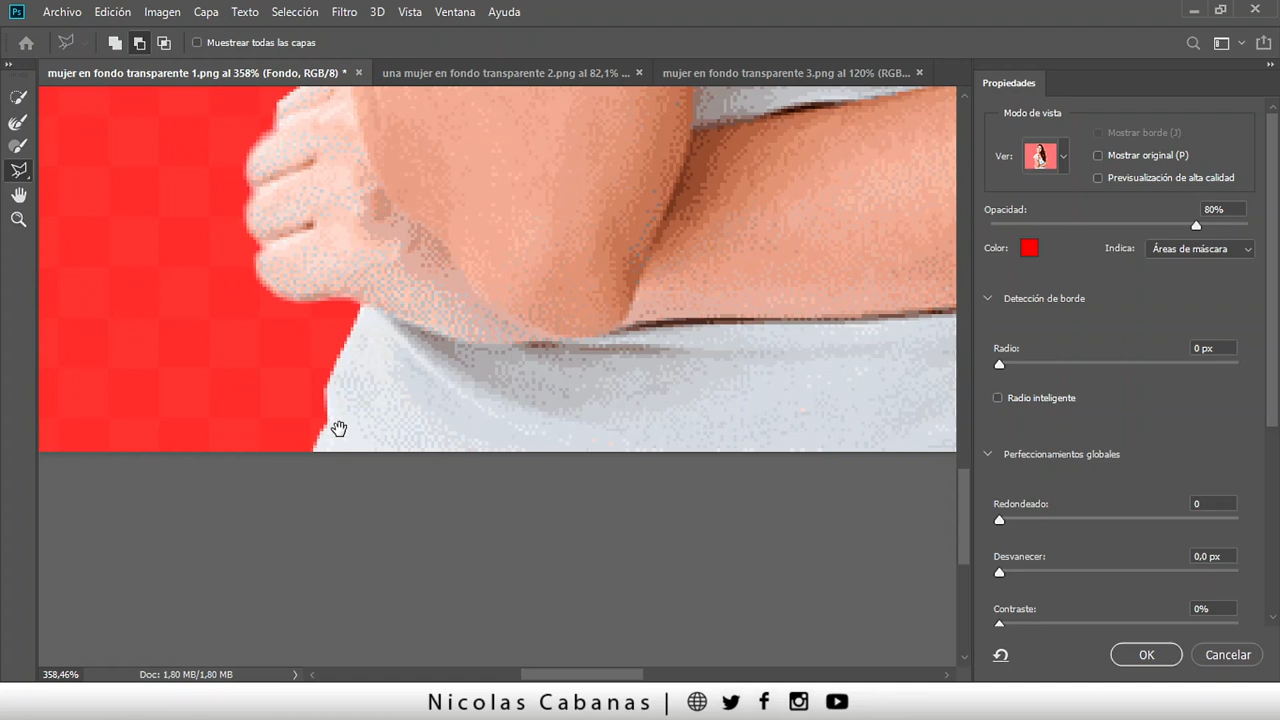 Ps Archivo Edición Imagen Capa Texto Selección Filtro 3D Vista Ventana Ayuda
Muestrear todas las capas
mujer en fondo transparente 1.png al 358% (Fondo, RGB/8) * × una mujer en fondo transparente 2.png al 82,1% ... × mujer en fondo transparente 3.png al 120% (RGB... ×
Propiedades
Modo de vista
Mostrar borde (J)
Ver:
Mostrar original (P)
Previsualización de alta calidad
Opacidad: 80%
Color: Indica: Áreas de máscara
Detección de borde
Radio: 0 px
Radio inteligente
Perfeccionamientos globales
Redondeado: 0
Desvanecer: 0,0 px
Contraste: 0%
OK Cancelar
358,46% Doc: 1,80 MB/1,80 MB
Nicolas Cabanas |